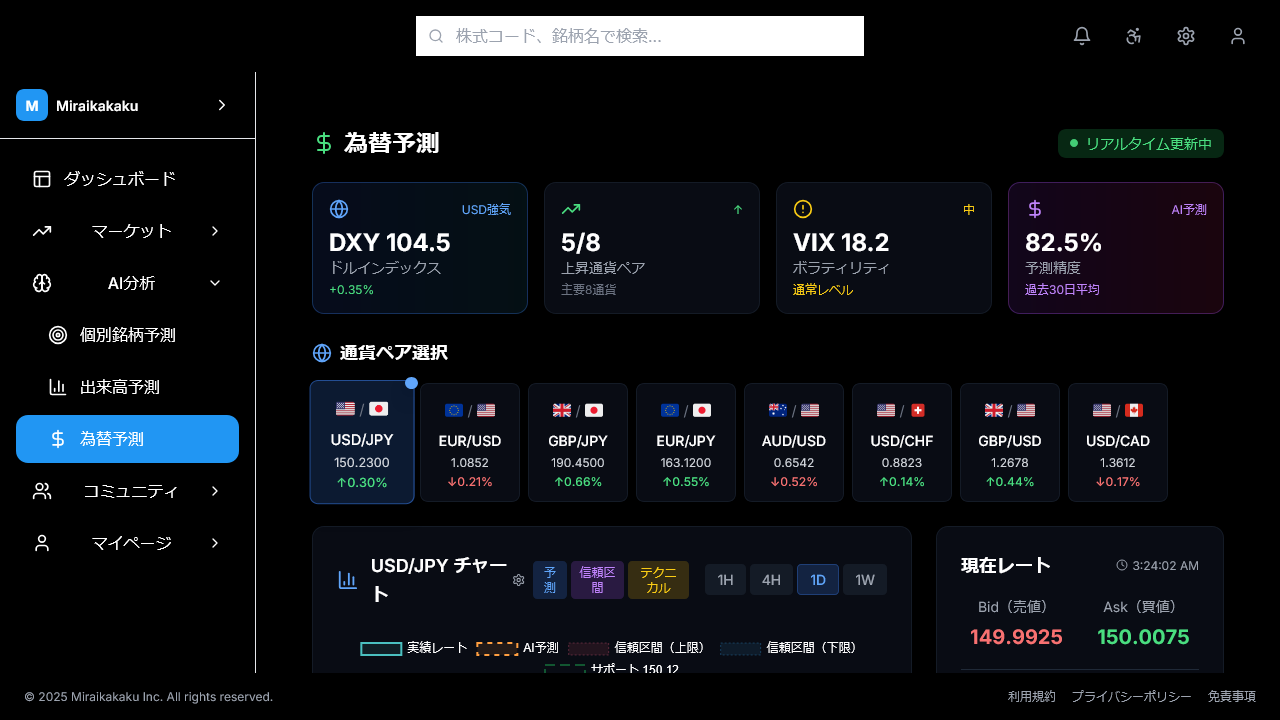 株式コード、銘柄名で検索...
M Miraikakaku
ダッシュボード
マーケット
AI分析
個別銘柄予測
出来高予測
為替予測
コミュニティ
マイページ
為替予測
リアルタイム更新中
USD強気
DXY 104.5
ドルインデックス
+0.35%
↑
5/8
上昇通貨ペア
主要8通貨
中
VIX 18.2
ボラティリティ
通常レベル
AI予測
82.5%
予測精度
過去30日平均
通貨ペア選択
/
USD/JPY
150.2300
↑0.30%
/
EUR/USD
1.0852
↓0.21%
/
GBP/JPY
190.4500
↑0.66%
/
EUR/JPY
163.1200
↑0.55%
/
AUD/USD
0.6542
↓0.52%
/
USD/CHF
0.8823
↑0.14%
/
GBP/USD
1.2678
↑0.44%
/
USD/CAD
1.3612
↓0.17%
USD/JPY チャー
ト
予
測
信頼区
間
テクニ
カル
1H 4H 1D 1W
実績レート AI予測 信頼区間（上限） 信頼区間（下限）
サポート 150.12
現在レート
3:24:02 AM
Bid（売値） Ask（買値）
149.9925 150.0075
© 2025 Miraikakaku Inc. All rights reserved.
利用規約 プライバシーポリシー 免責事項